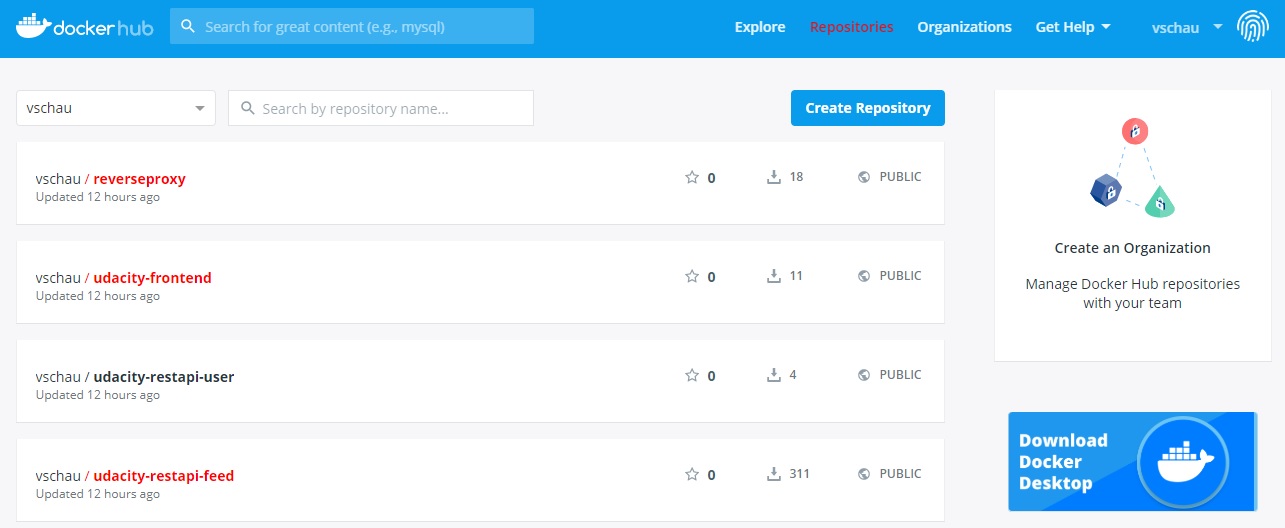 dockerhub
Search for great content (e.g., mysql)
Explore
Repositories
Organizations
Get Help
vschau
vschau
Search by repository name...
Create Repository
vschau / reverseproxy
Updated 12 hours ago
0
18
PUBLIC
vschau / udacity-frontend
Updated 12 hours ago
0
11
PUBLIC
vschau / udacity-restapi-user
Updated 12 hours ago
0
4
PUBLIC
vschau / udacity-restapi-feed
Updated 12 hours ago
0
311
PUBLIC
Create an Organization
Manage Docker Hub repositories
with your team
Download
Docker
Desktop